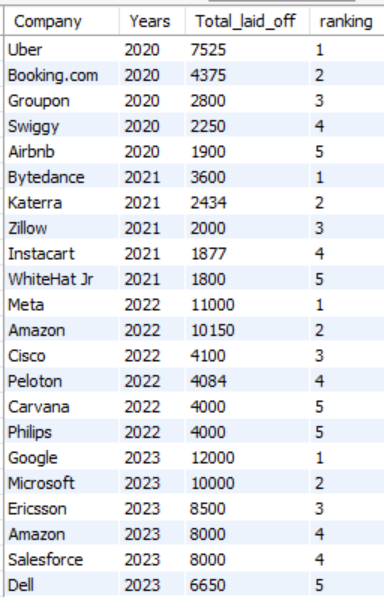 Company Years Total_laid_off ranking
Uber 2020 7525 1
Booking.com 2020 4375 2
Groupon 2020 2800 3
Swiggy 2020 2250 4
Airbnb 2020 1900 5
Bytedance 2021 3600 1
Katerra 2021 2434 2
Zillow 2021 2000 3
Instacart 2021 1877 4
WhiteHat Jr 2021 1800 5
Meta 2022 11000 1
Amazon 2022 10150 2
Cisco 2022 4100 3
Peloton 2022 4084 4
Carvana 2022 4000 5
Philips 2022 4000 5
Google 2023 12000 1
Microsoft 2023 10000 2
Ericsson 2023 8500 3
Amazon 2023 8000 4
Salesforce 2023 8000 4
Dell 2023 6650 5